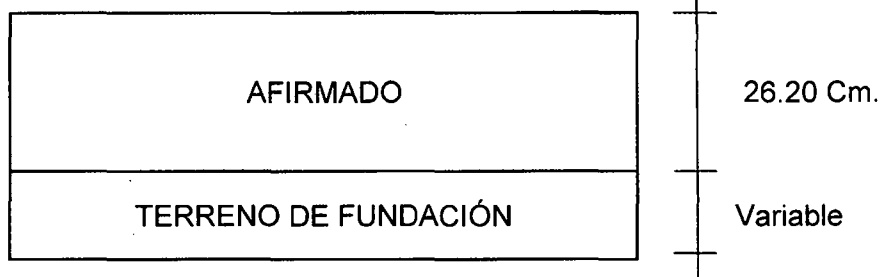 AFIRMADO
26.20 Cm.
TERRENO DE FUNDACIÓN
Variable